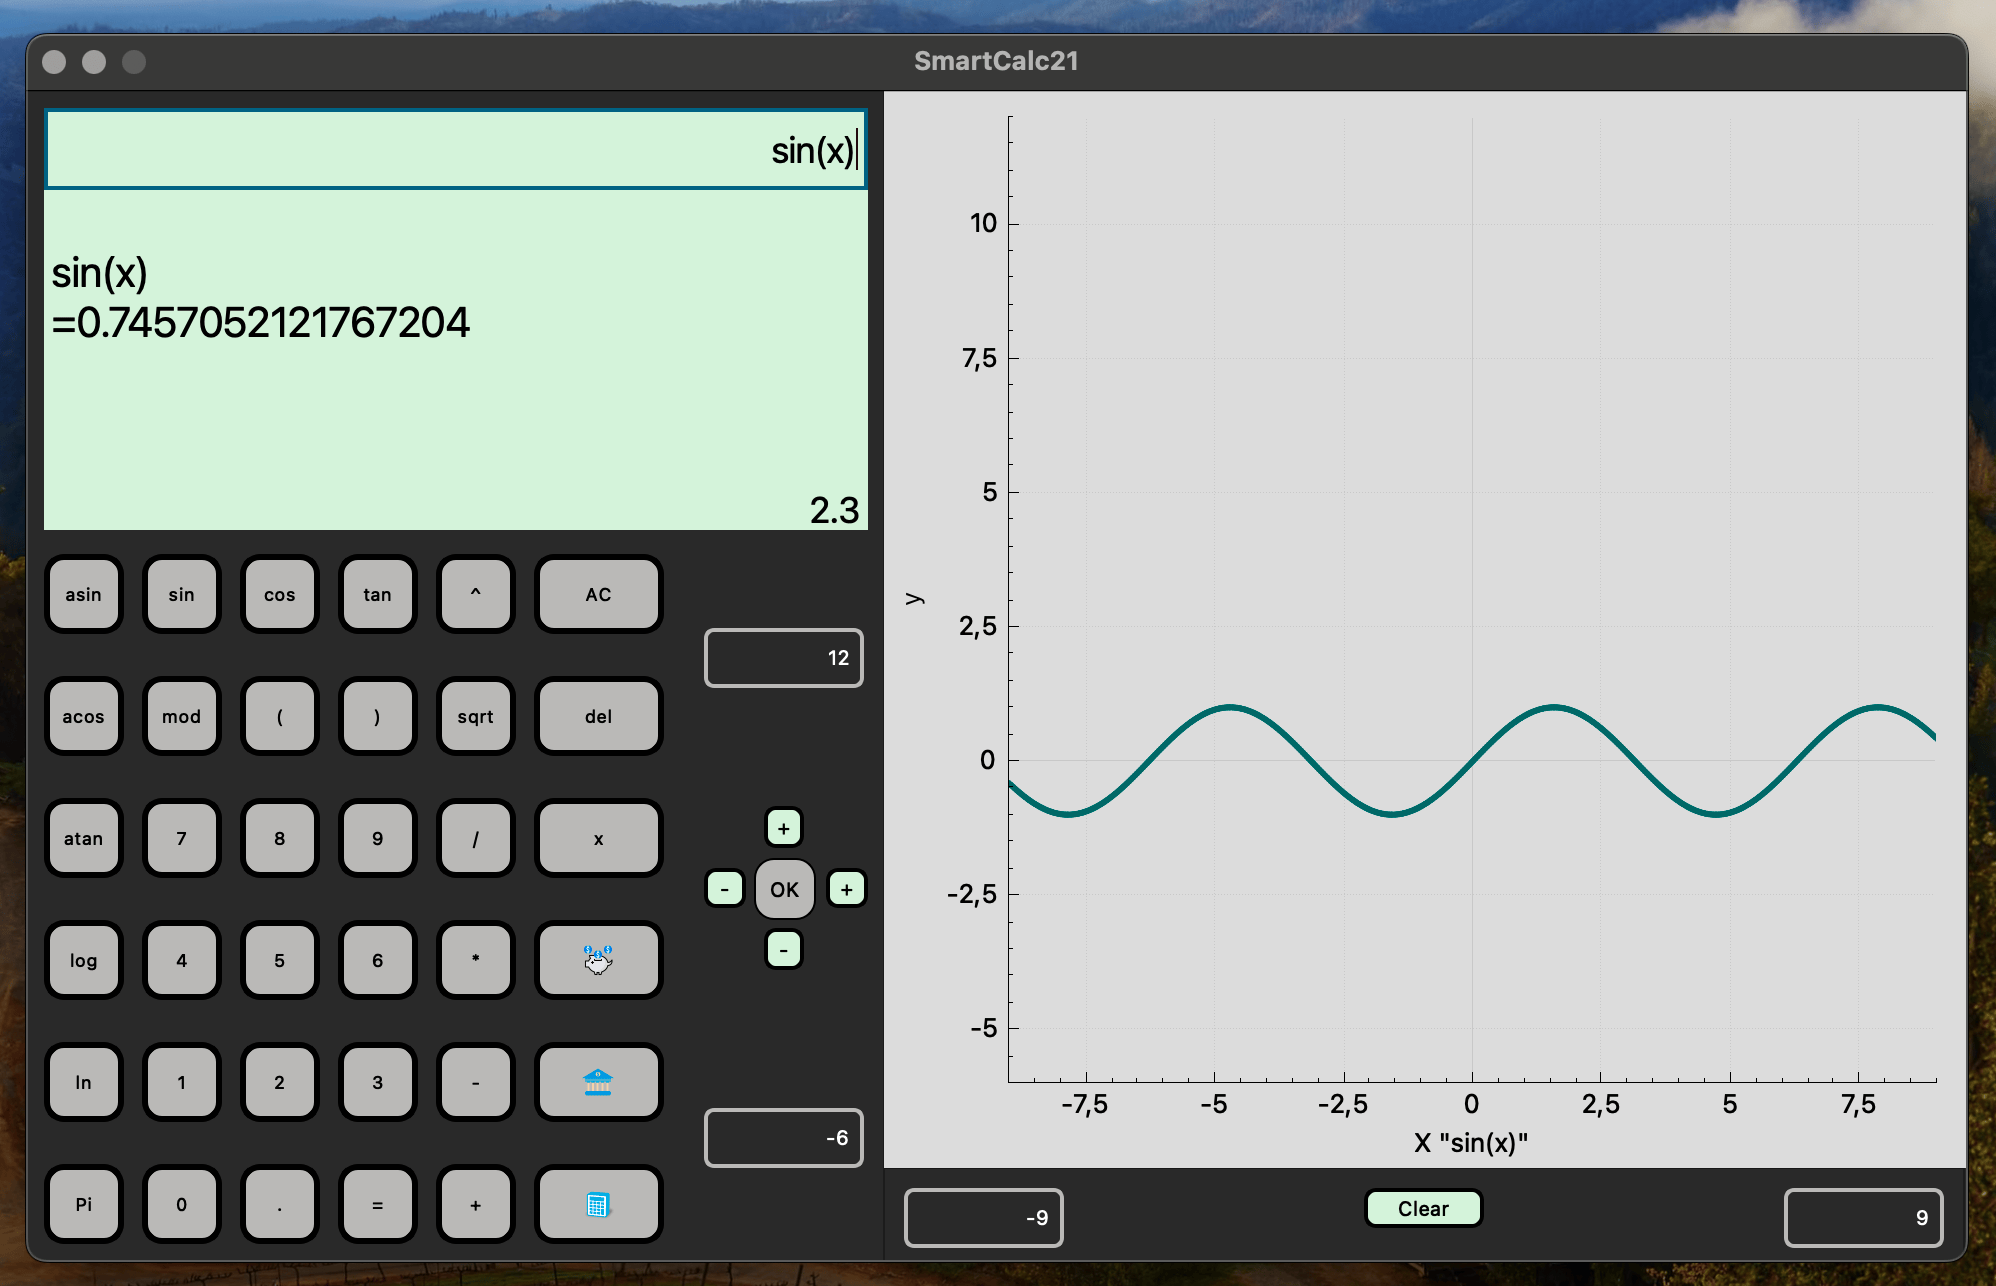 SmartCalc21
sin(x)
sin(x)
=0.7457052121767204
2.3
asin sin cos tan ^ AC
12
acos mod ( ) sqrt del
atan 7 8 9 / x
+
- OK +
-
log 4 5 6 *
ln 1 2 3 -
-6
Pi 0 . = +
10
7,5
5
2,5
y
0
-2,5
-5
-7,5 -5 -2,5 0 2,5 5 7,5
X "sin(x)"
-9 Clear 9